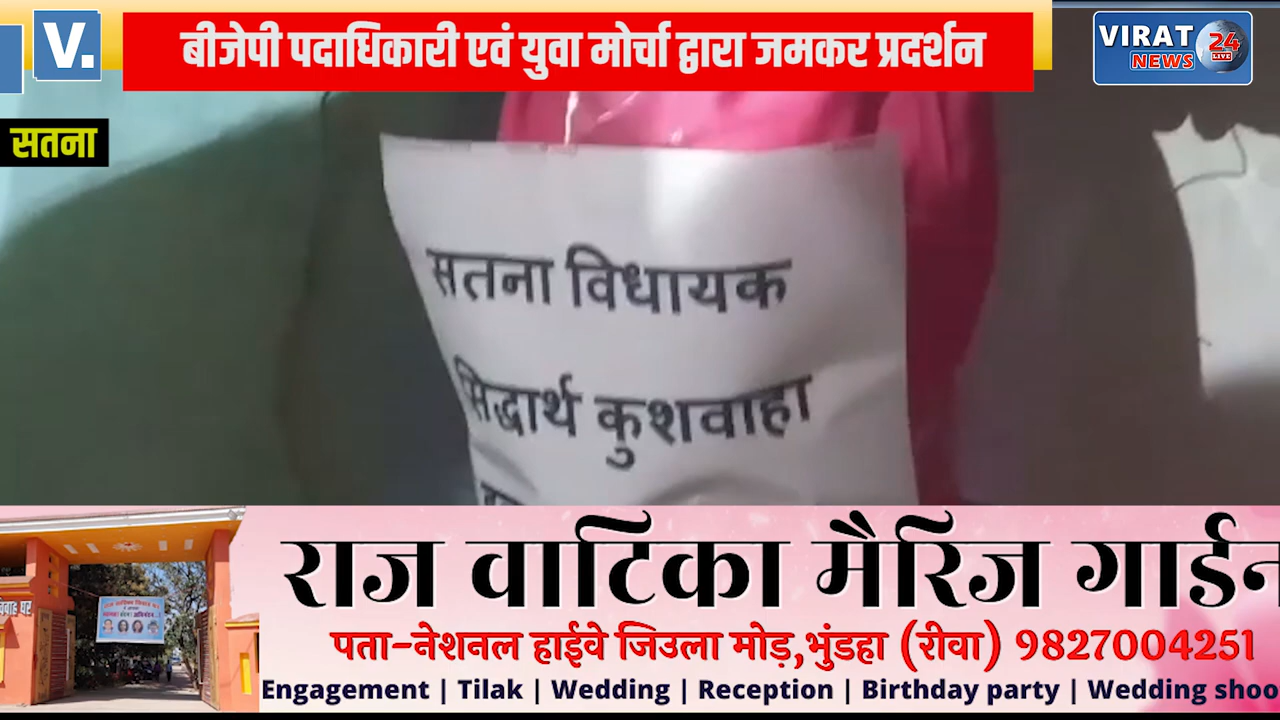 V.
बीजेपी पदाधिकारी एवं युवा मोर्चा द्वारा जमकर प्रदर्शन
VIRAT
NEWS
24
LIVE
सतना
सतना विधायक
सिद्धार्थ कुशवाहा
राज वाटिका मैरिज गार्डन
पता-नेशनल हाईवे जिउला मोड़,भुंडहा (रीवा) 9827004251
Engagement | Tilak | Wedding | Reception | Birthday party | Wedding shoo